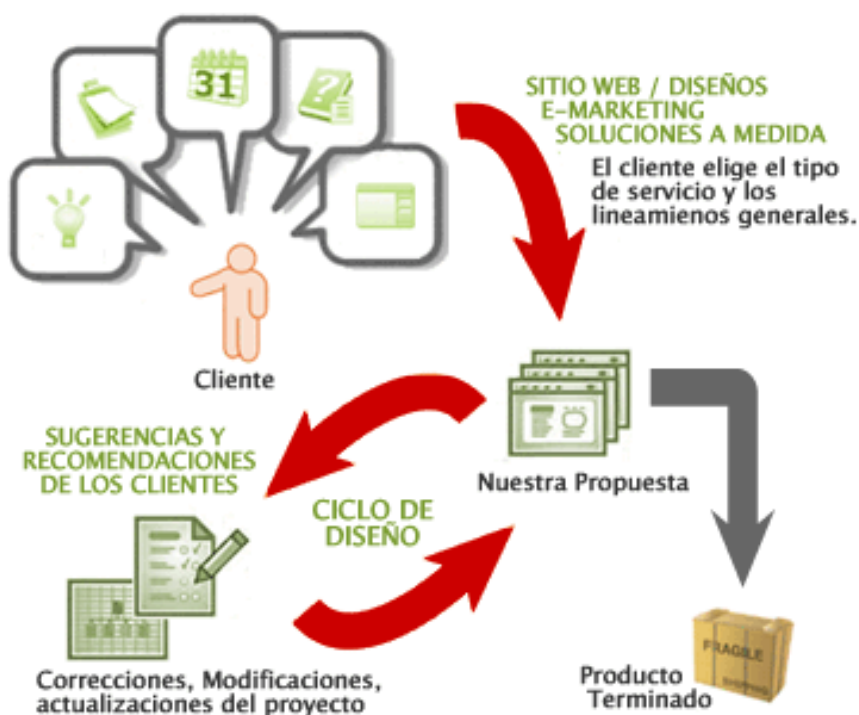 31
?
SITIO WEB / DISEÑOS
E-MARKETING
SOLUCIONES A MEDIDA
El cliente elige el tipo
de servicio y los
lineamienos generales.
Cliente
SUGERENCIAS Y
RECOMENDACIONES
DE LOS CLIENTES
CICLO DE
DISEÑO
Nuestra Propuesta
Correcciones, Modificaciones,
actualizaciones del proyecto
FRAGILE
Producto
Terminado